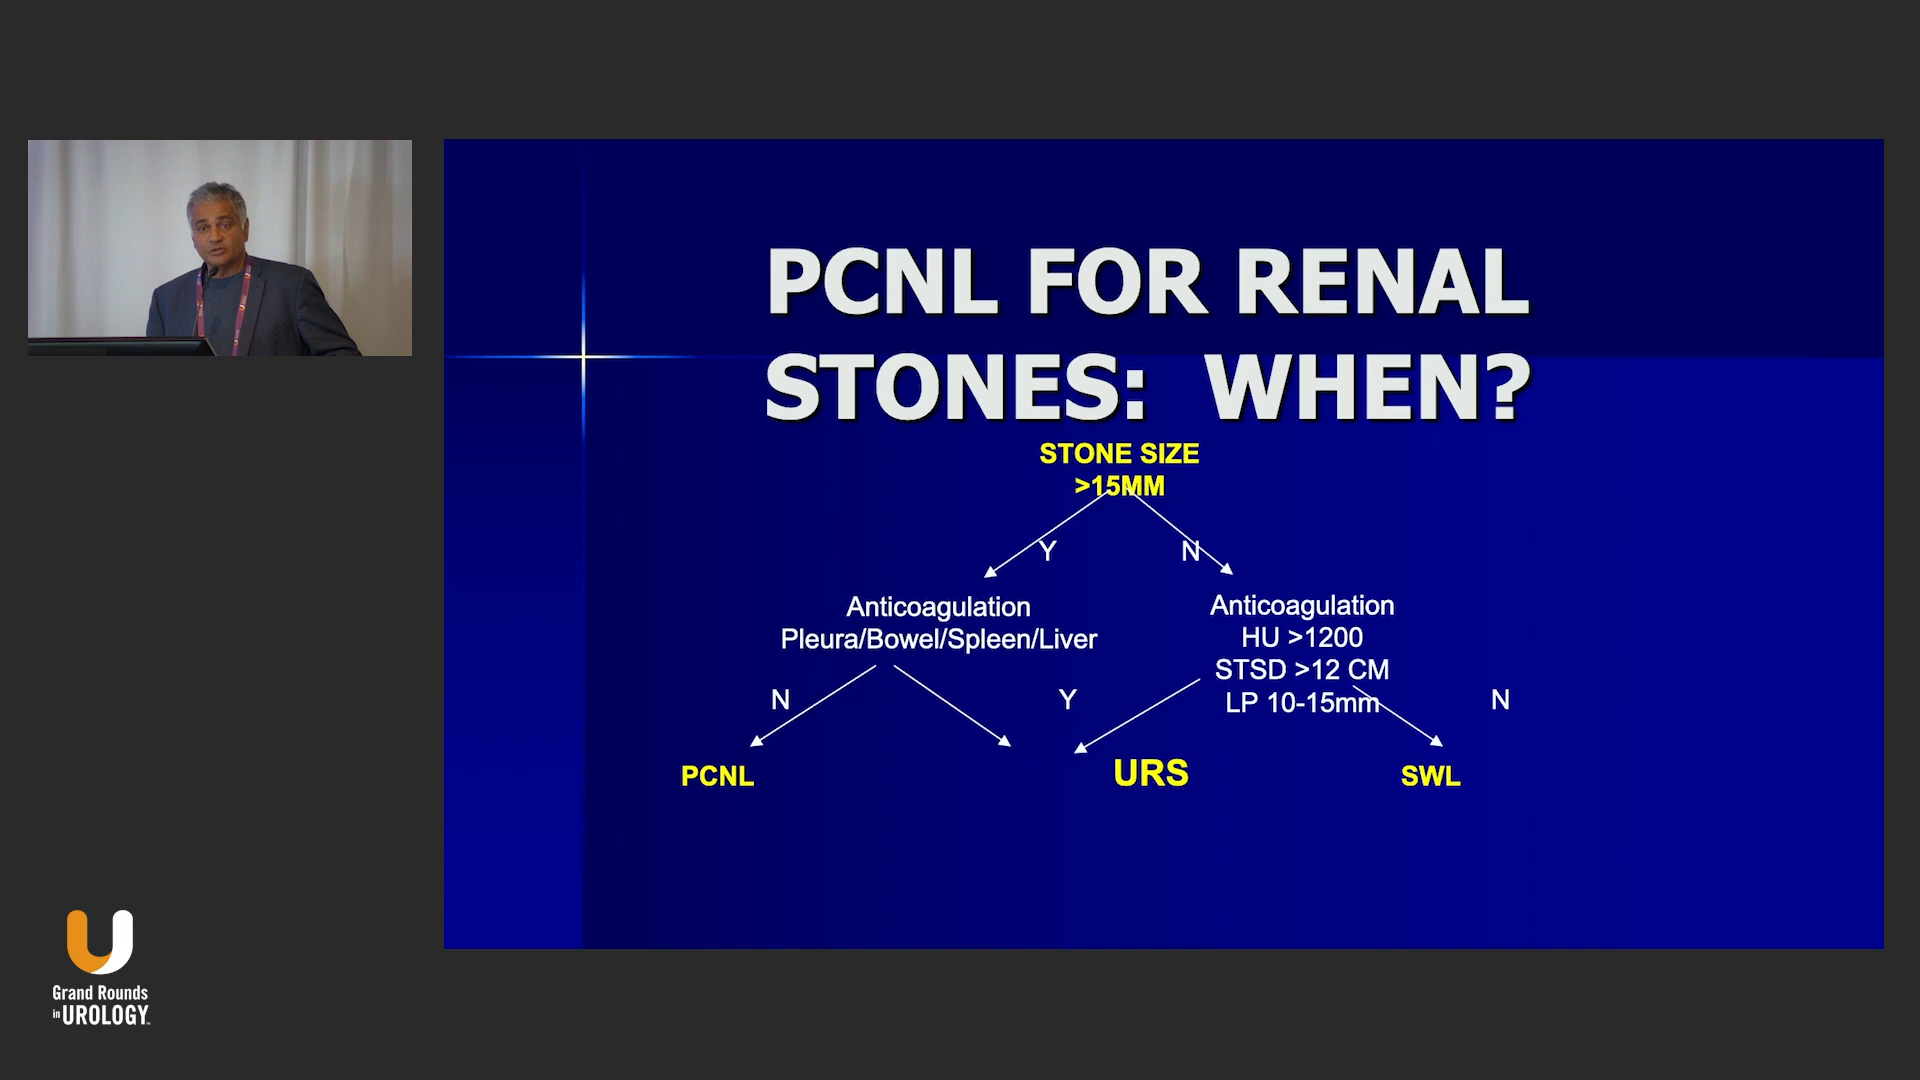 PCNL FOR RENAL
STONES: WHEN?
STONE SIZE
>15MM
Y
N
Anticoagulation
Pleura/Bowel/Spleen/Liver
Anticoagulation
HU >1200
STSD >12 CM
LP 10-15mm
N
Y
N
PCNL
URS
SWL
Grand Rounds
in UROLOGY